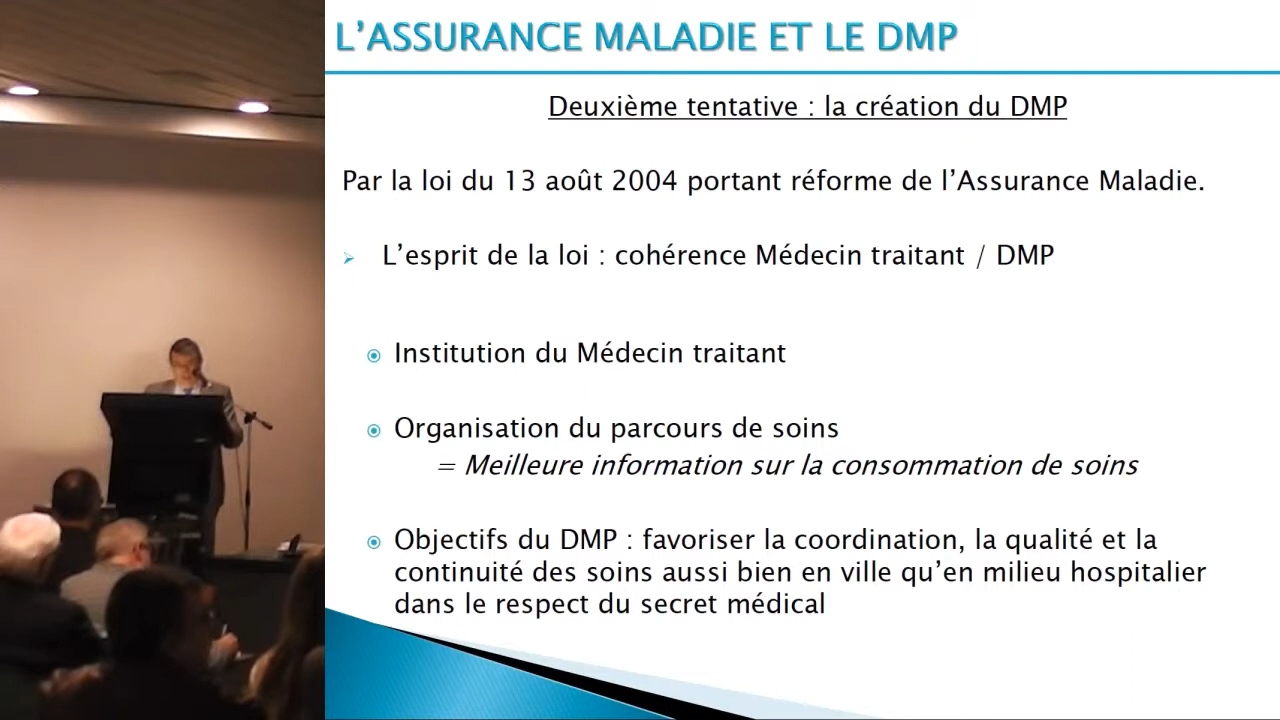 L'ASSURANCE MALADIE ET LE DMP
Deuxième tentative : la création du DMP
Par la loi du 13 août 2004 portant réforme de l'Assurance Maladie.
L'esprit de la loi : cohérence Médecin traitant / DMP
Institution du Médecin traitant
Organisation du parcours de soins
= Meilleure information sur la consommation de soins
Objectifs du DMP : favoriser la coordination, la qualité et la
continuité des soins aussi bien en ville qu'en milieu hospitalier
dans le respect du secret médical